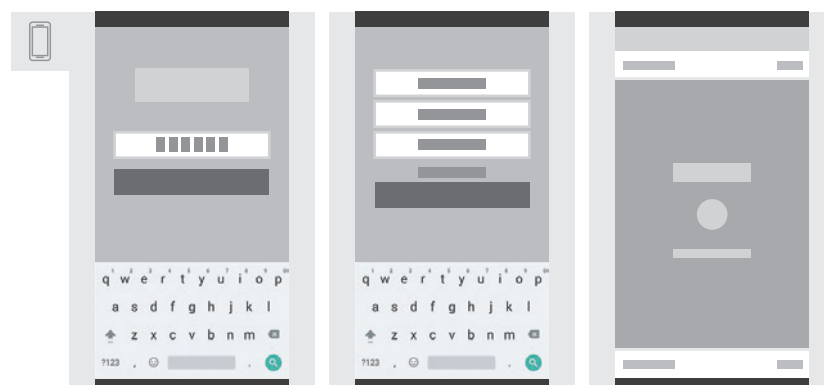 q w e r t y u i o p
a s d f g h j k l
z x c v b n m
?123 , .
q w e r t y u i o p
a s d f g h j k l
z x c v b n m
?123 , .